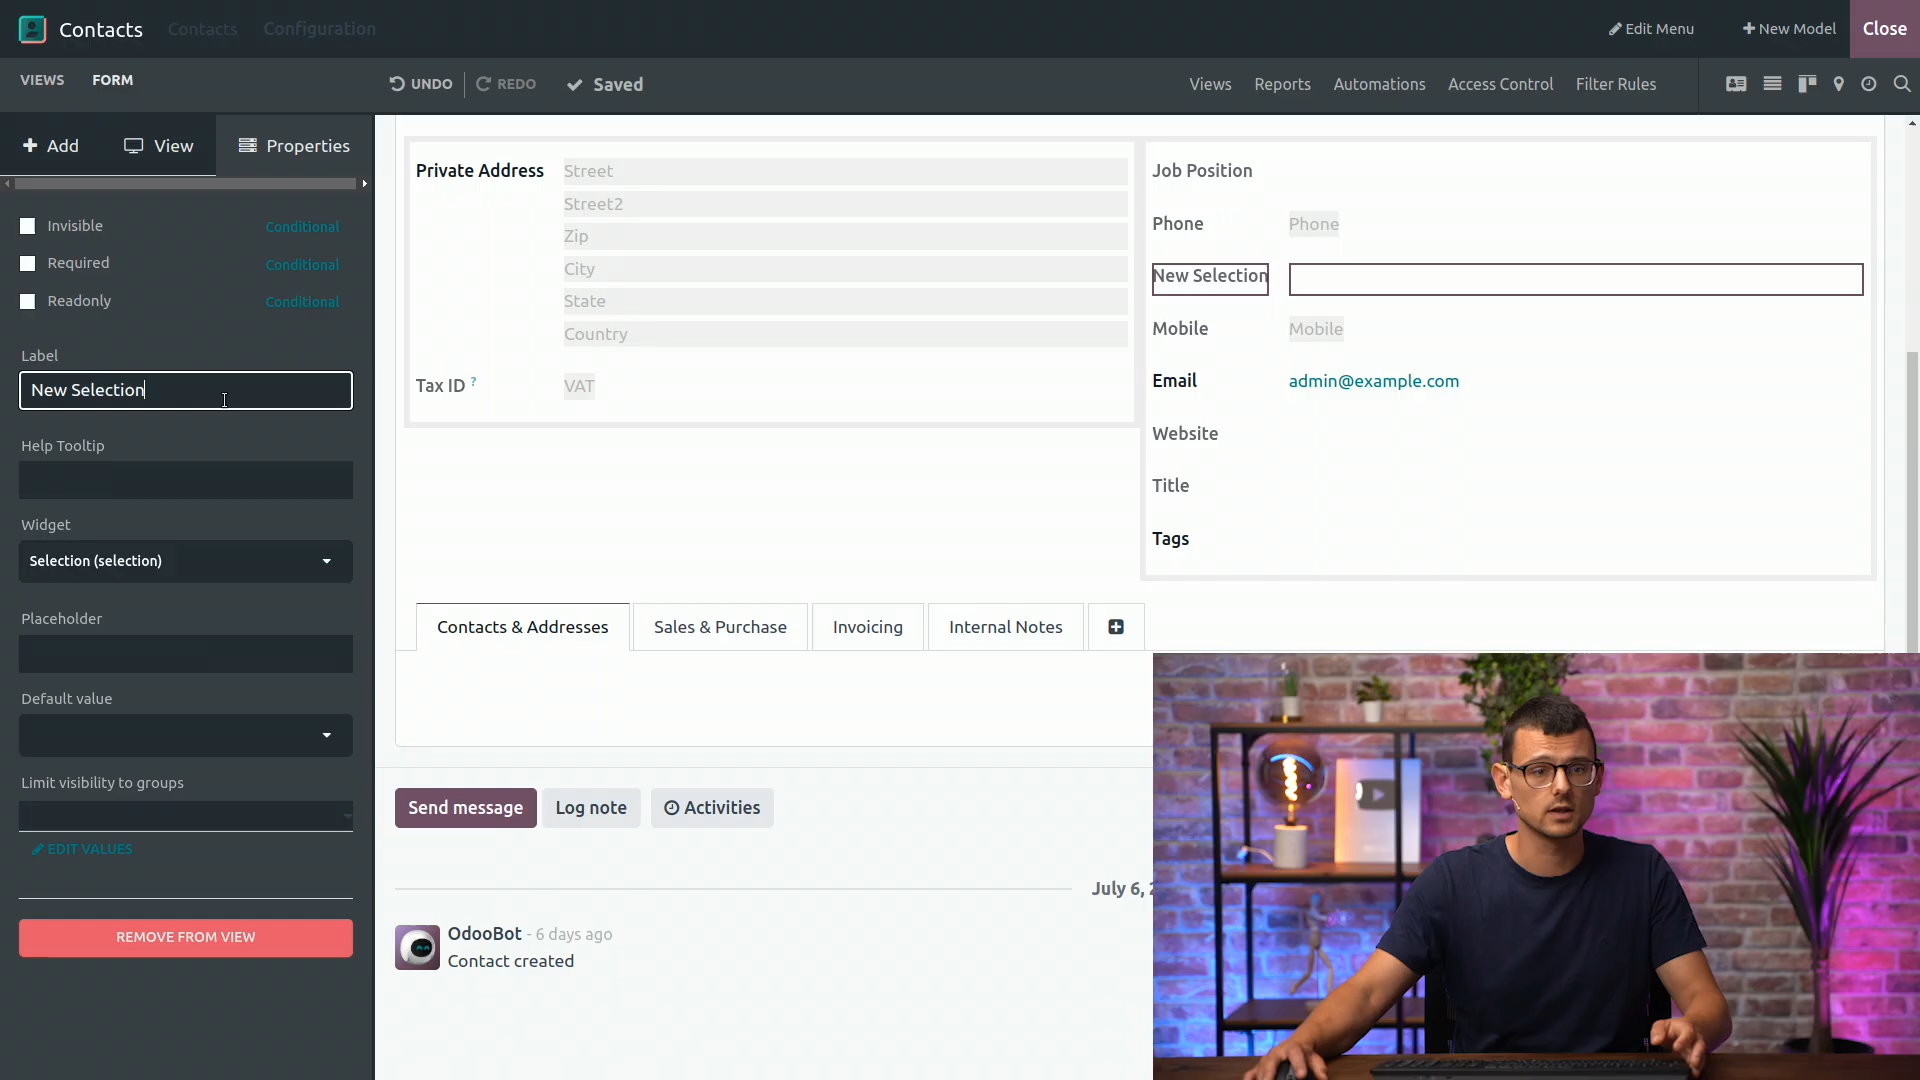 Contacts
Contacts
Configuration
Edit Menu
New Model
Close
VIEWS
FORM
UNDO
REDO
Saved
Views
Reports
Automations
Access Control
Filter Rules
Add
View
Properties
Invisible
Conditional
Required
Conditional
Readonly
Conditional
Label
New Selection
Help Tooltip
Widget
Selection (selection)
Placeholder
Default value
Limit visibility to groups
EDIT VALUES
REMOVE FROM VIEW
Private Address
Street
Street2
Zip
City
State
Country
Tax ID ?
VAT
Job Position
Phone
Phone
New Selection
Mobile
Mobile
Email
admin@example.com
Website
Title
Tags
Contacts & Addresses
Sales & Purchase
Invoicing
Internal Notes
Send message
Log note
Activities
July 6,
OdooBot - 6 days ago
Contact created